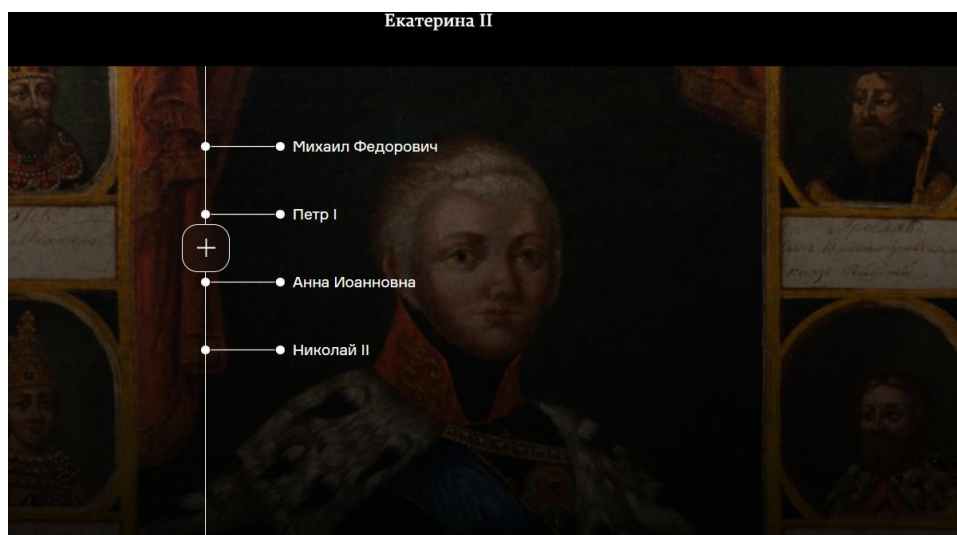 Екатерина II
Михаил Федорович
Петр I
Анна Иоанновна
Николай II